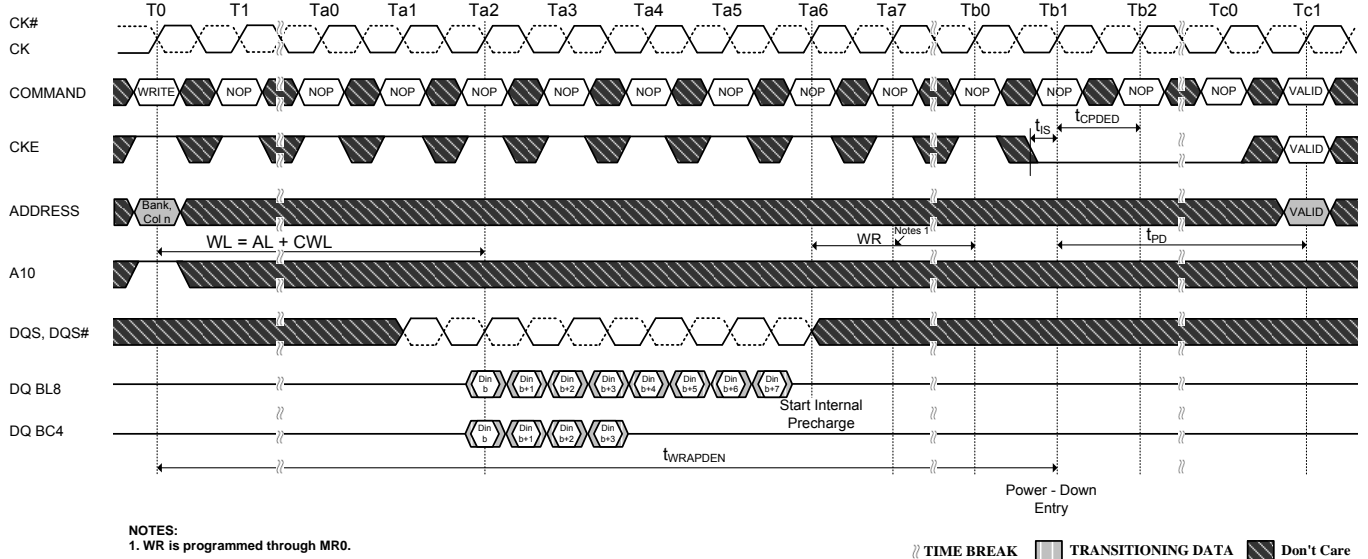 T0 T1 Ta0 Ta1 Ta2 Ta3 Ta4 Ta5 Ta6 Ta7 Tb0 Tb1 Tb2 Tc0 Tc1
CK#
CK
COMMAND WRITE NOP NOP NOP NOP NOP NOP NOP NOP NOP NOP NOP NOP NOP VALID
tIS tCPDED
CKE VALID
ADDRESS Bank, Col n VALID
WL = AL + CWL WR Notes 1 tPD
A10
DQS, DQS#
DQ BL8 Din b Din b+1 Din b+2 Din b+3 Din b+4 Din b+5 Din b+6 Din b+7
Start Internal
Precharge
DQ BC4 Din b Din b+1 Din b+2 Din b+3
tWRAPDEN
Power - Down
Entry
NOTES:
1. WR is programmed through MR0.
TIME BREAK TRANSITIONING DATA Don't Care